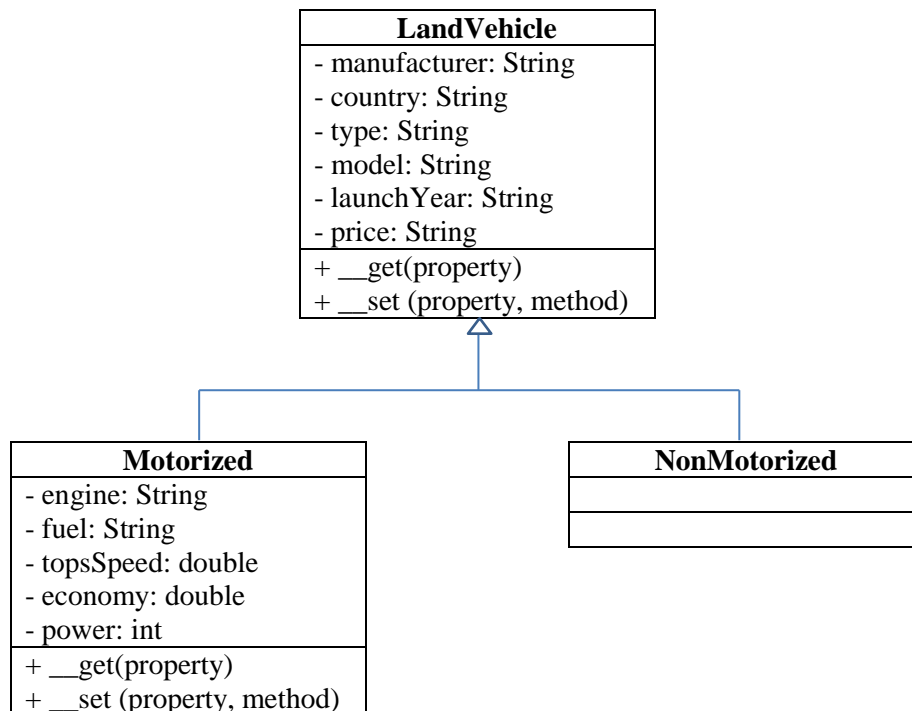 LandVehicle
- manufacturer: String
- country: String
- type: String
- model: String
- launchYear: String
- price: String
+ __get(property)
+ __set (property, method)
Motorized
- engine: String
- fuel: String
- topsSpeed: double
- economy: double
- power: int
+ __get(property)
+ __set (property, method)
NonMotorized